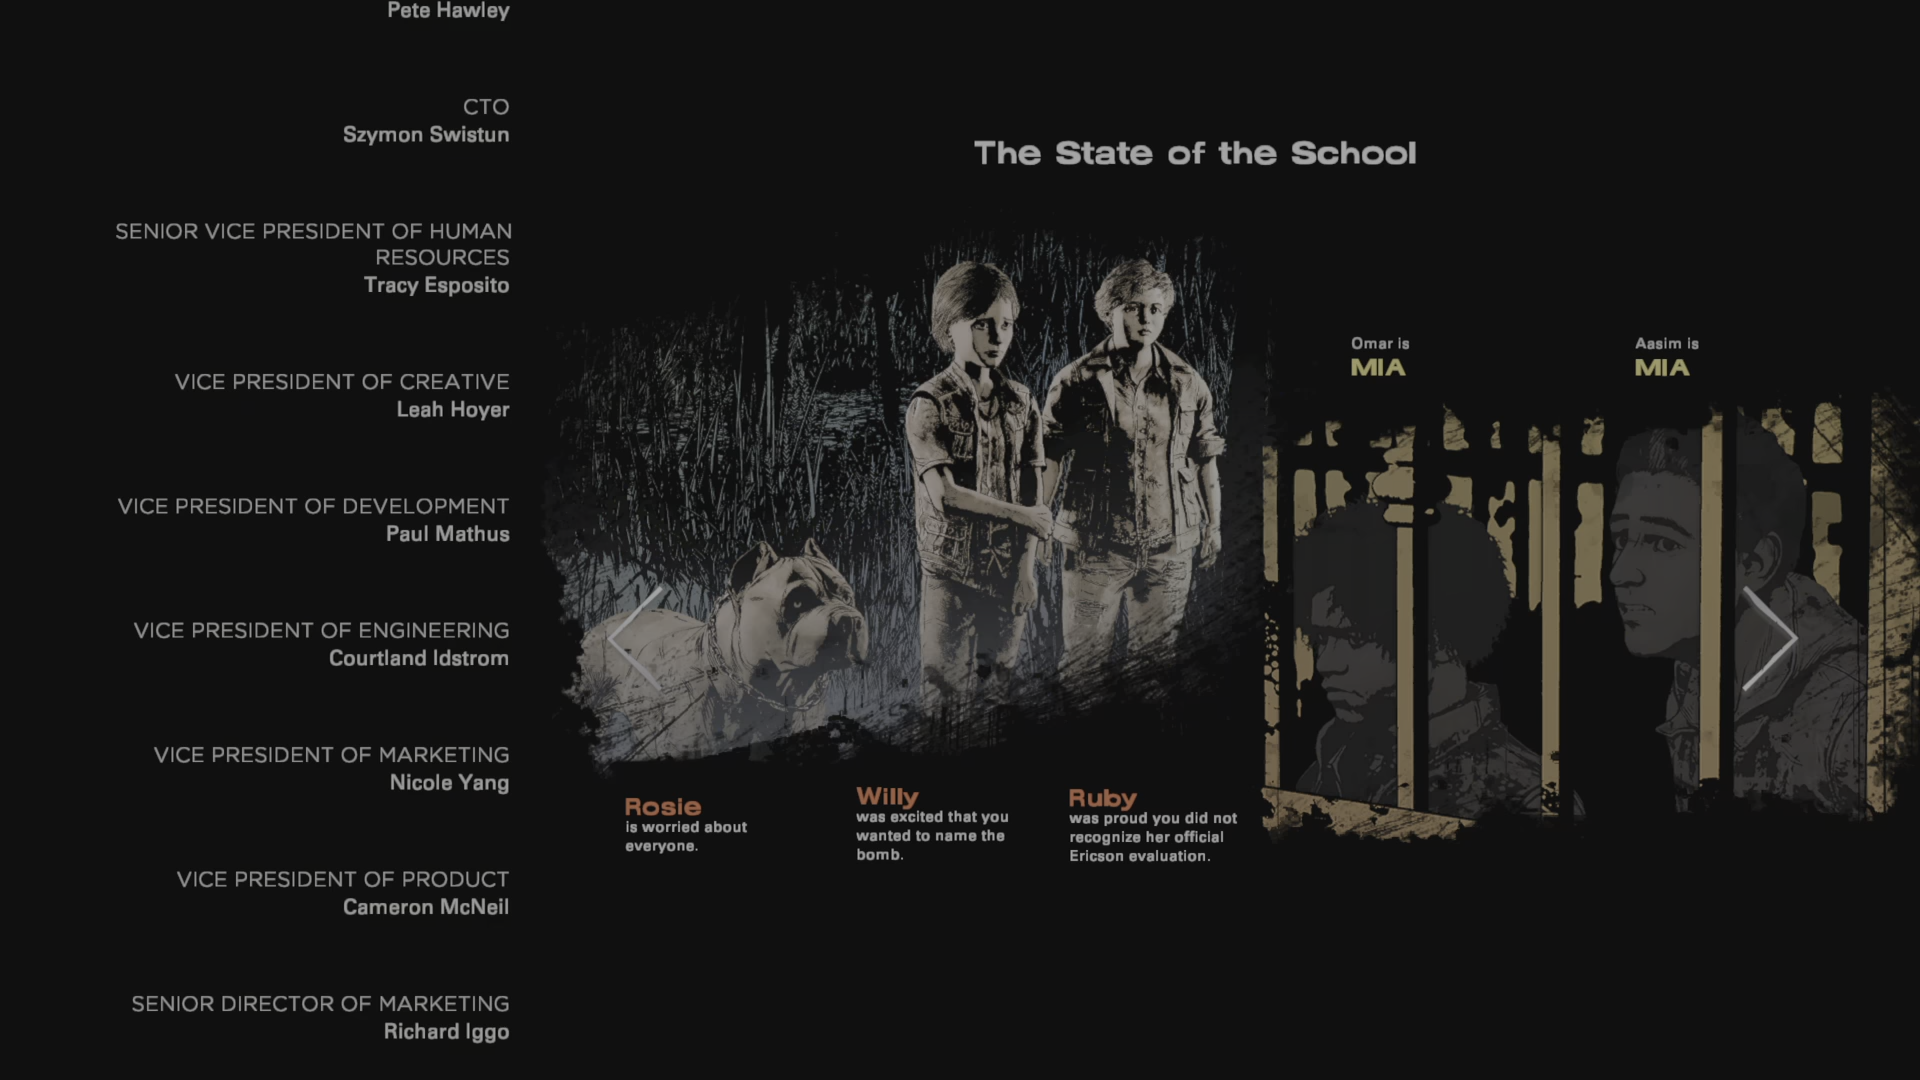 Pete Hawley
CTO
Szymon Swistun
SENIOR VICE PRESIDENT OF HUMAN
RESOURCES
Tracy Esposito
VICE PRESIDENT OF CREATIVE
Leah Hoyer
VICE PRESIDENT OF DEVELOPMENT
Paul Mathus
VICE PRESIDENT OF ENGINEERING
Courtland Idstrom
VICE PRESIDENT OF MARKETING
Nicole Yang
VICE PRESIDENT OF PRODUCT
Cameron McNeil
SENIOR DIRECTOR OF MARKETING
Richard Iggo
The State of the School
Omar is
MIA
Aasim is
MIA
Rosie
is worried about
everyone.
Willy
was excited that you
wanted to name the
bomb.
Ruby
was proud you did not
recognize her official
Ericson evaluation.